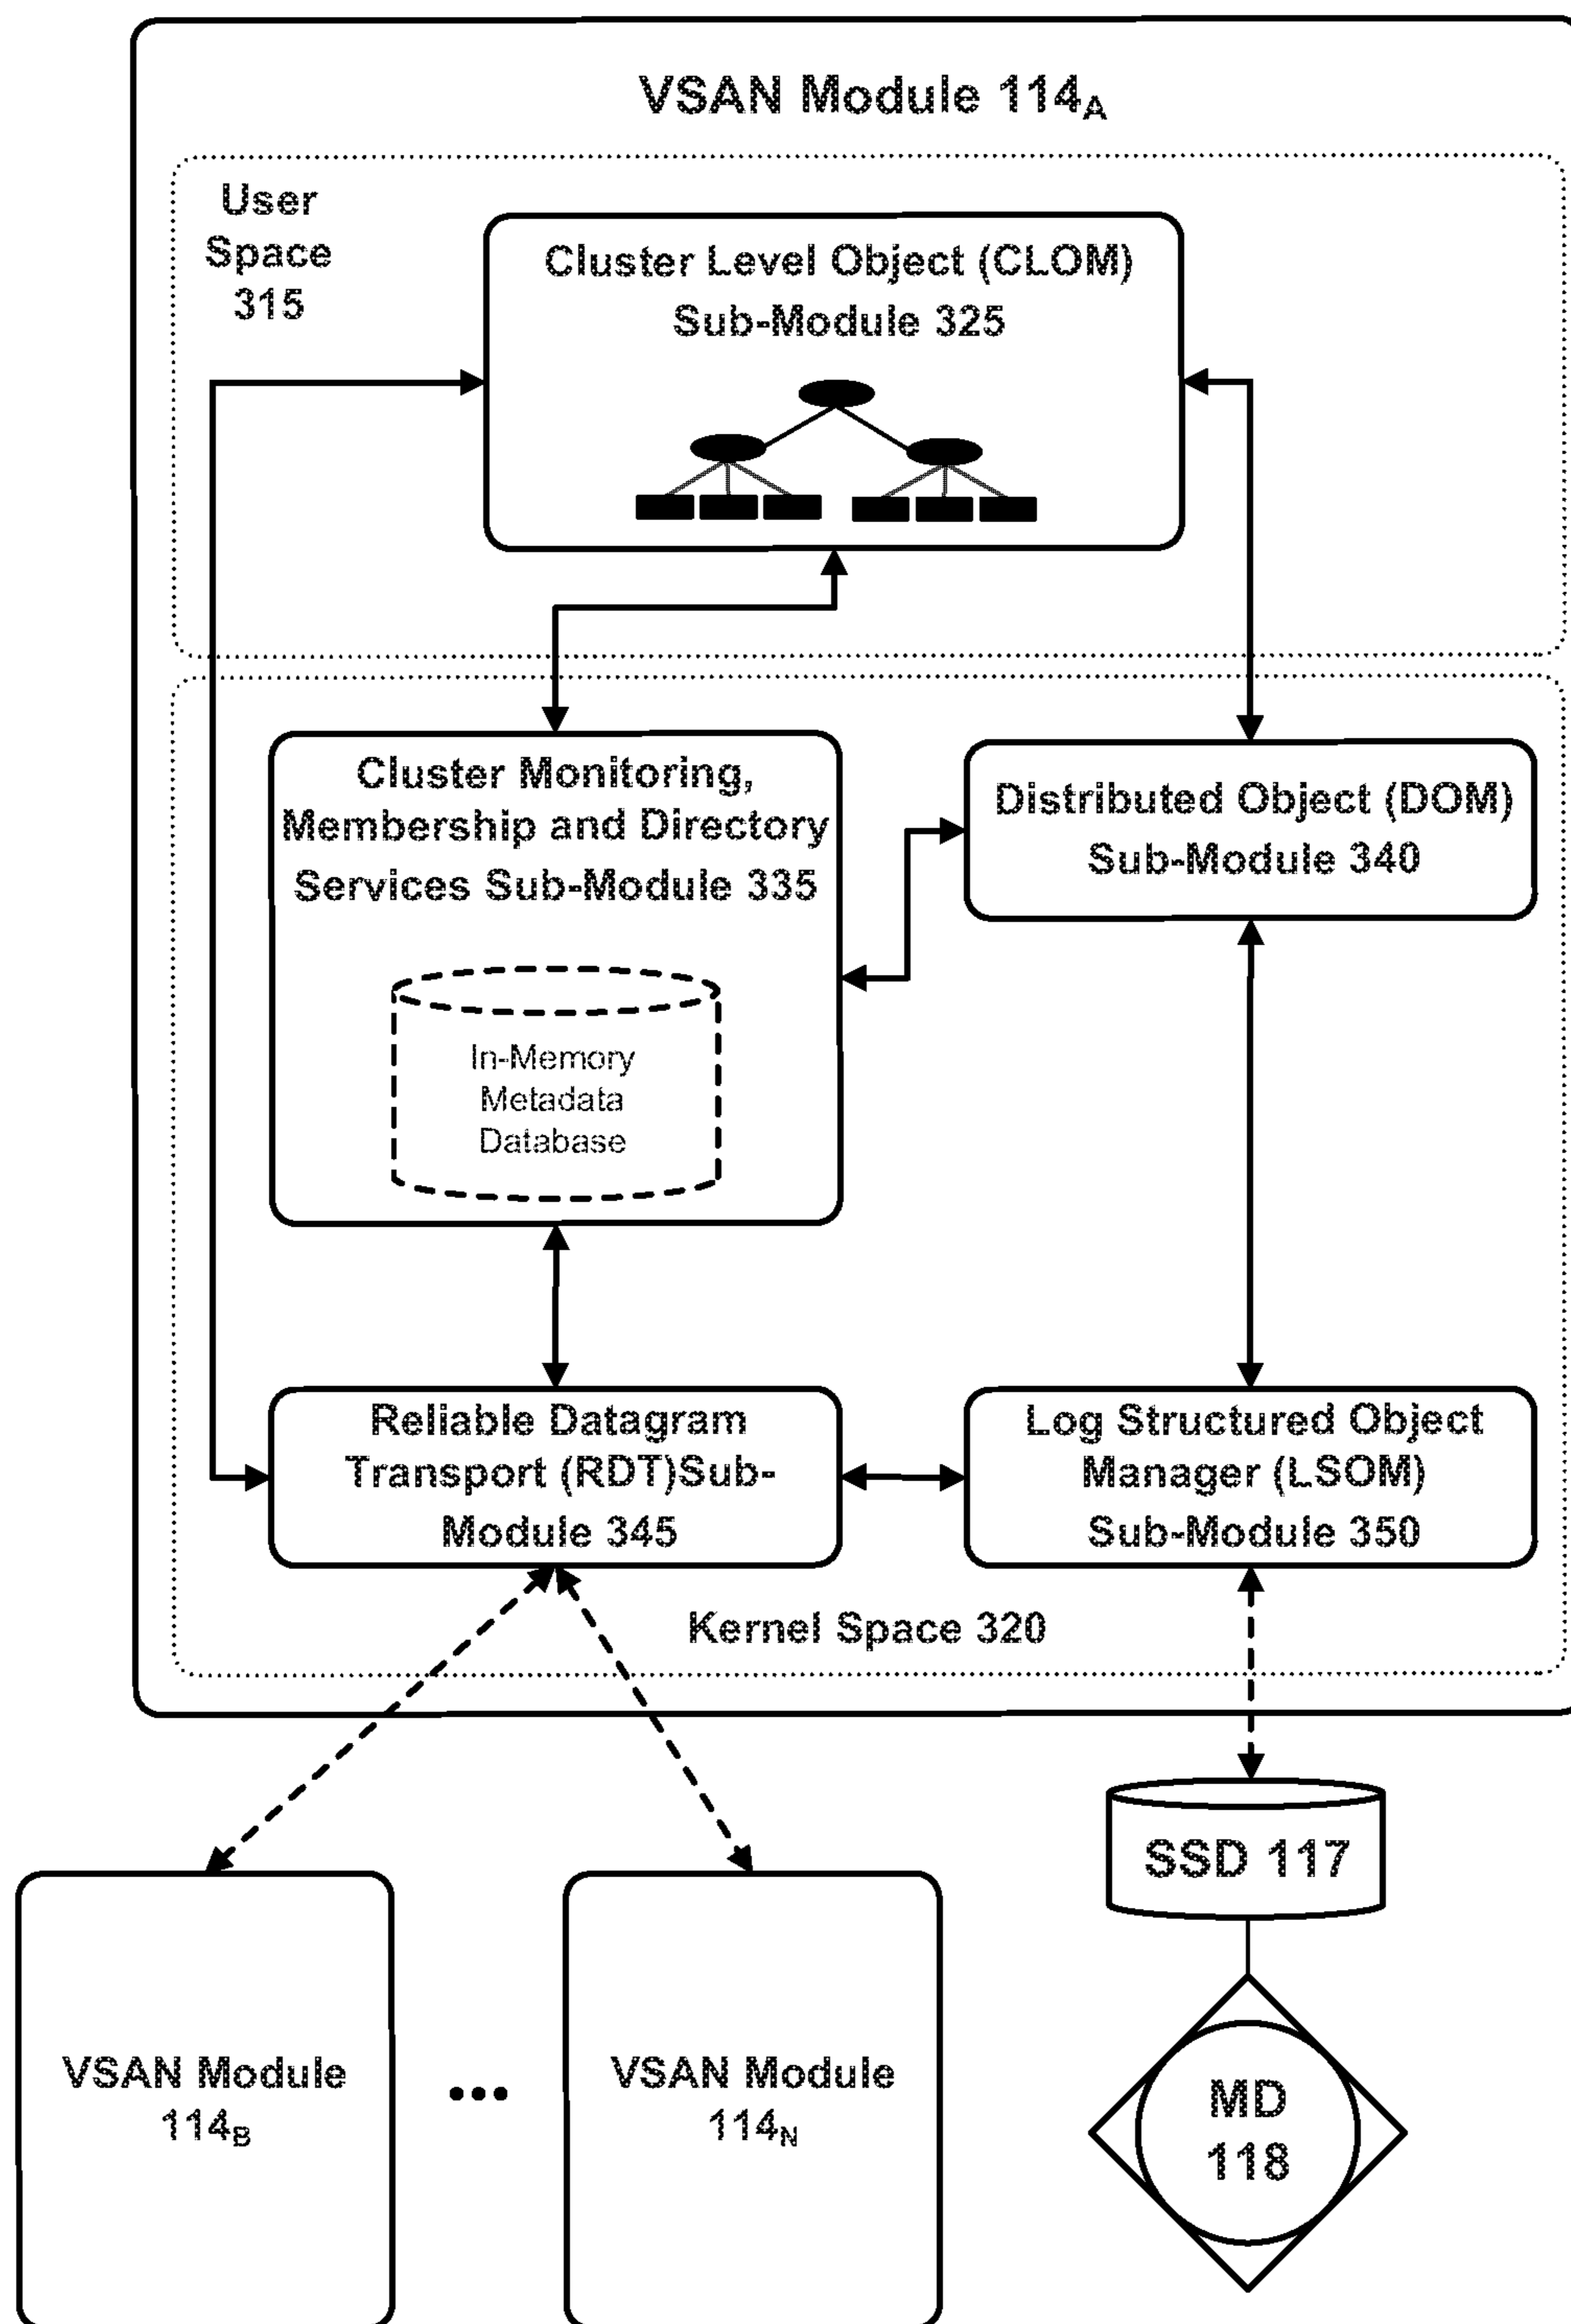 VSAN Module 114A
User
Space
315
Cluster Level Object (CLOM)
Sub-Module 325
Cluster Monitoring,
Membership and Directory
Services Sub-Module 335
In-Memory
Metadata
Database
Distributed Object (DOM)
Sub-Module 340
Reliable Datagram
Transport (RDT)Sub-
Module 345
Log Structured Object
Manager (LSOM)
Sub-Module 350
Kernel Space 320
SSD 117
VSAN Module
114B
...
VSAN Module
114N
MD
118